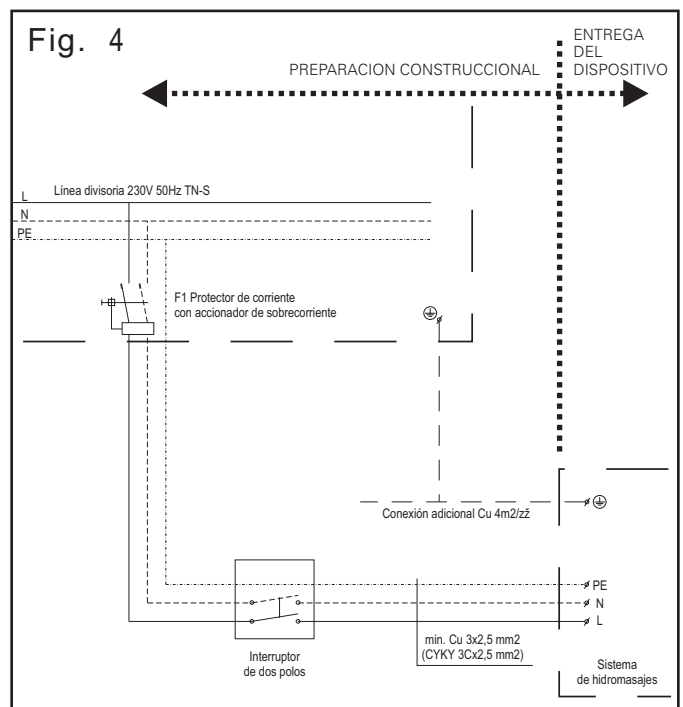 Fig. 4
ENTREGA
DEL
DISPOSITIVO
PREPARACION CONSTRUCCIONAL
L
Línea divisoria 230V 50Hz TN-S
N
PE
F1 Protector de corriente
con accionador de sobrecorriente
Conexión adicional Cu 4m2/zž
PE
N
L
min. Cu 3x2,5 mm2
(CYKY 3Cx2,5 mm2)
Interruptor
de dos polos
Sistema
de hidromasajes